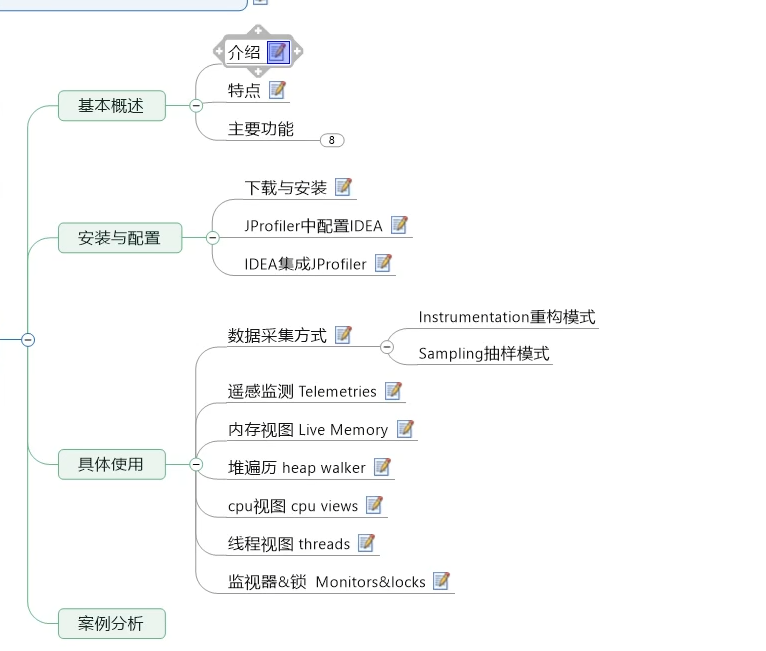 基本概述
介绍
特点
主要功能
8
安装与配置
下载与安装
JProfiler中配置IDEA
IDEA集成JProfiler
具体使用
数据采集方式
Instrumentation重构模式
Sampling抽样模式
遥感监测 Telemetries
内存视图 Live Memory
堆遍历 heap walker
cpu视图 cpu views
线程视图 threads
监视器&锁 Monitors&locks
案例分析